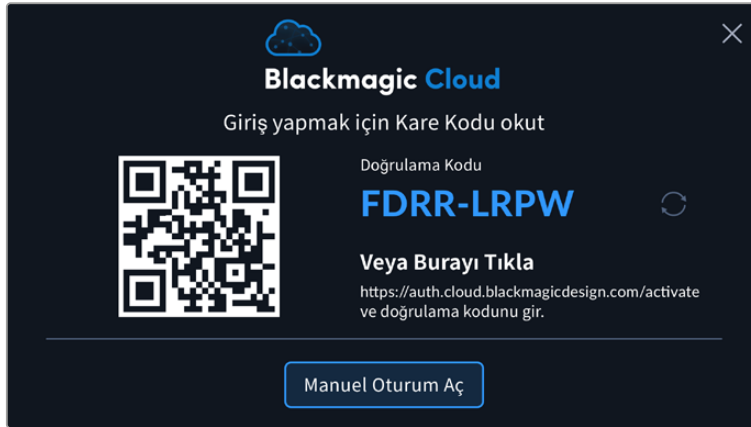 Blackmagic Cloud
Giriş yapmak için Kare Kodu okut
Doğrulama Kodu
FDRR-LRPW
Veya Burayı Tıkla
https://auth.cloud.blackmagicdesign.com/activate
ve doğrulama kodunu gir.
Manuel Oturum Aç